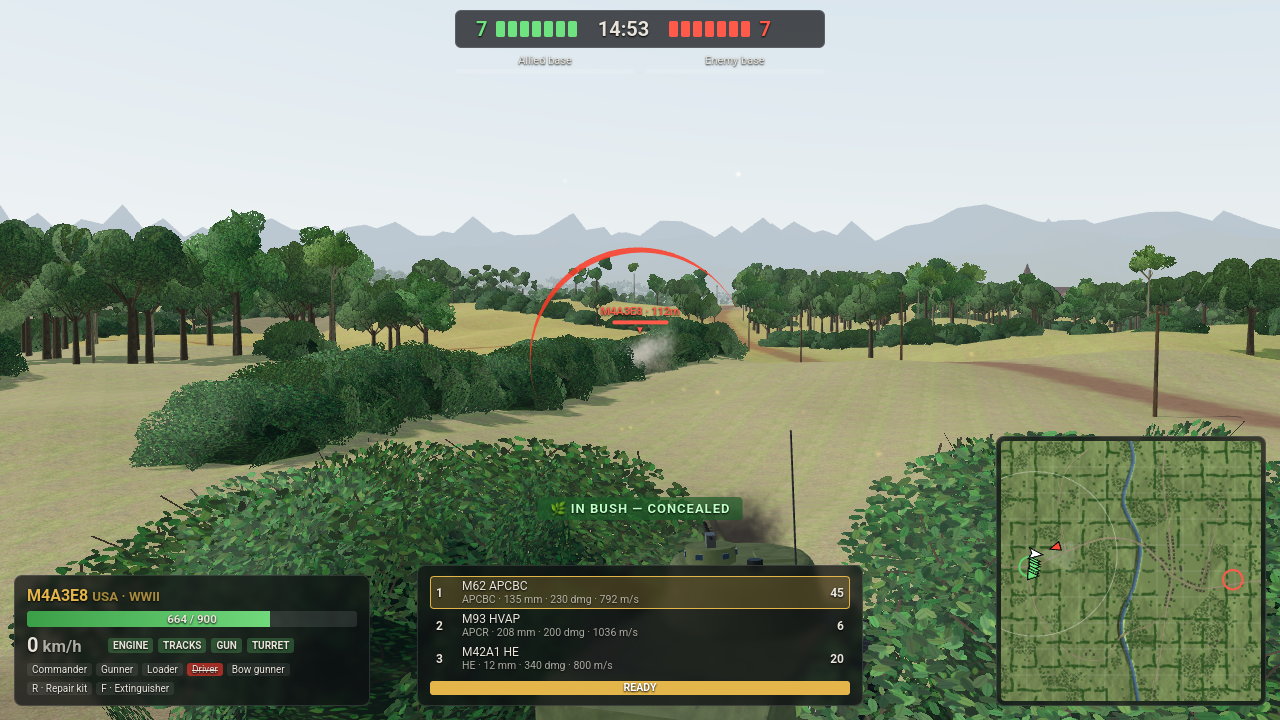 7 14:53 7
Allied base Enemy base
M4A3E8 · 112m
🌿 IN BUSH — CONCEALED
M4A3E8 USA · WWII
664 / 900
0 km/h ENGINE TRACKS GUN TURRET
Commander Gunner Loader Driver Bow gunner
R · Repair kit F · Extinguisher
1 M62 APCBC 45
APCBC · 135 mm · 230 dmg · 792 m/s
2 M93 HVAP 6
APCR · 208 mm · 200 dmg · 1036 m/s
3 M42A1 HE 20
HE · 12 mm · 340 dmg · 800 m/s
READY